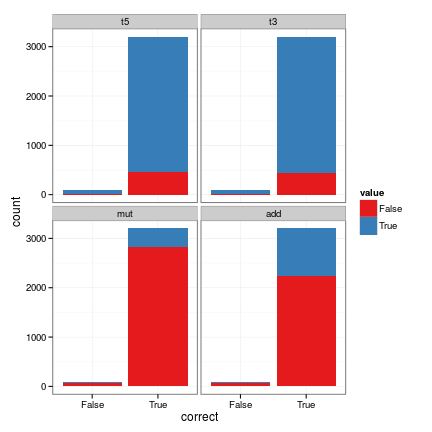 t5 t3
3000
2000
1000
0
mut add
3000
2000
1000
0
False True False True
correct
count
value
False
True